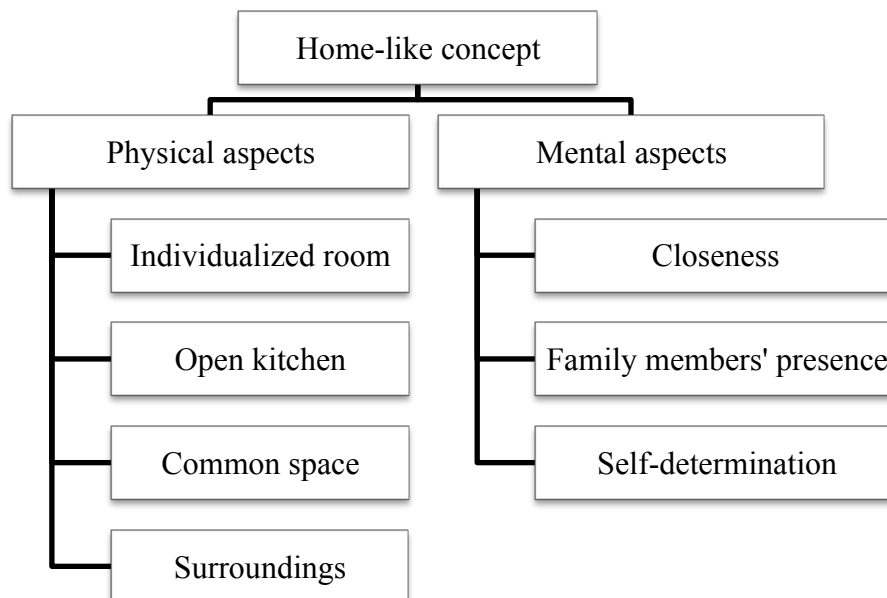 Home-like concept
Physical aspects
Individualized room
Open kitchen
Common space
Surroundings
Mental aspects
Closeness
Family members' presence
Self-determination